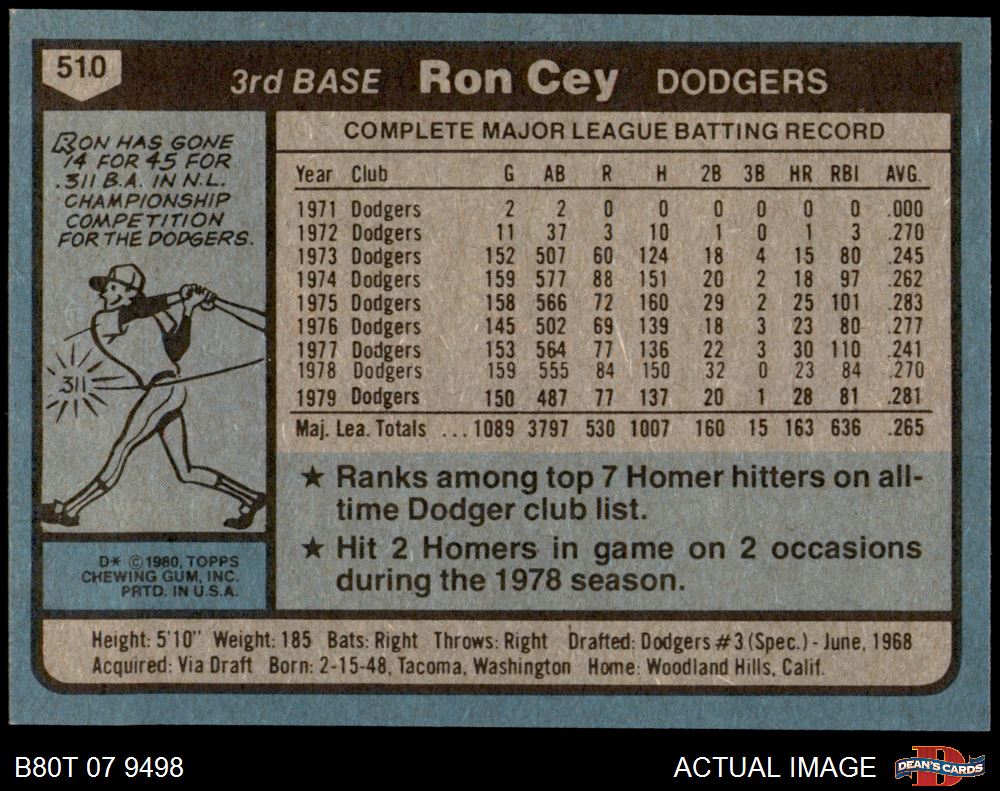 510
3rd BASE Ron Cey DODGERS
RON HAS GONE
14 FOR 45 FOR
.311 B.A. IN N.L.
CHAMPIONSHIP
COMPETITION
FOR THE DODGERS.
311
D* ©1980, TOPPS
CHEWING GUM, INC.
PRTD. IN U.S.A.
COMPLETE MAJOR LEAGUE BATTING RECORD
Year Club G AB R H 2B 3B HR RBI AVG.
1971 Dodgers 2 2 0 0 0 0 0 0 .000
1972 Dodgers 11 37 3 10 1 0 1 3 .270
1973 Dodgers 152 507 60 124 18 4 15 80 .245
1974 Dodgers 159 577 88 151 20 2 18 97 .262
1975 Dodgers 158 566 72 160 29 2 25 101 .283
1976 Dodgers 145 502 69 139 18 3 23 80 .277
1977 Dodgers 153 564 77 136 22 3 30 110 .241
1978 Dodgers 159 555 84 150 32 0 23 84 .270
1979 Dodgers 150 487 77 137 20 1 28 81 .281
Maj. Lea. Totals ...1089 3797 530 1007 160 15 163 636 .265
★ Ranks among top 7 Homer hitters on all-
time Dodger club list.
★ Hit 2 Homers in game on 2 occasions
during the 1978 season.
Height: 5'10" Weight: 185 Bats: Right Throws: Right Drafted: Dodgers #3 (Spec.) - June, 1968
Acquired: Via Draft Born: 2-15-48, Tacoma, Washington Home: Woodland Hills, Calif.
B80T 07 9498
ACTUAL IMAGE
DEAN'S CARDS